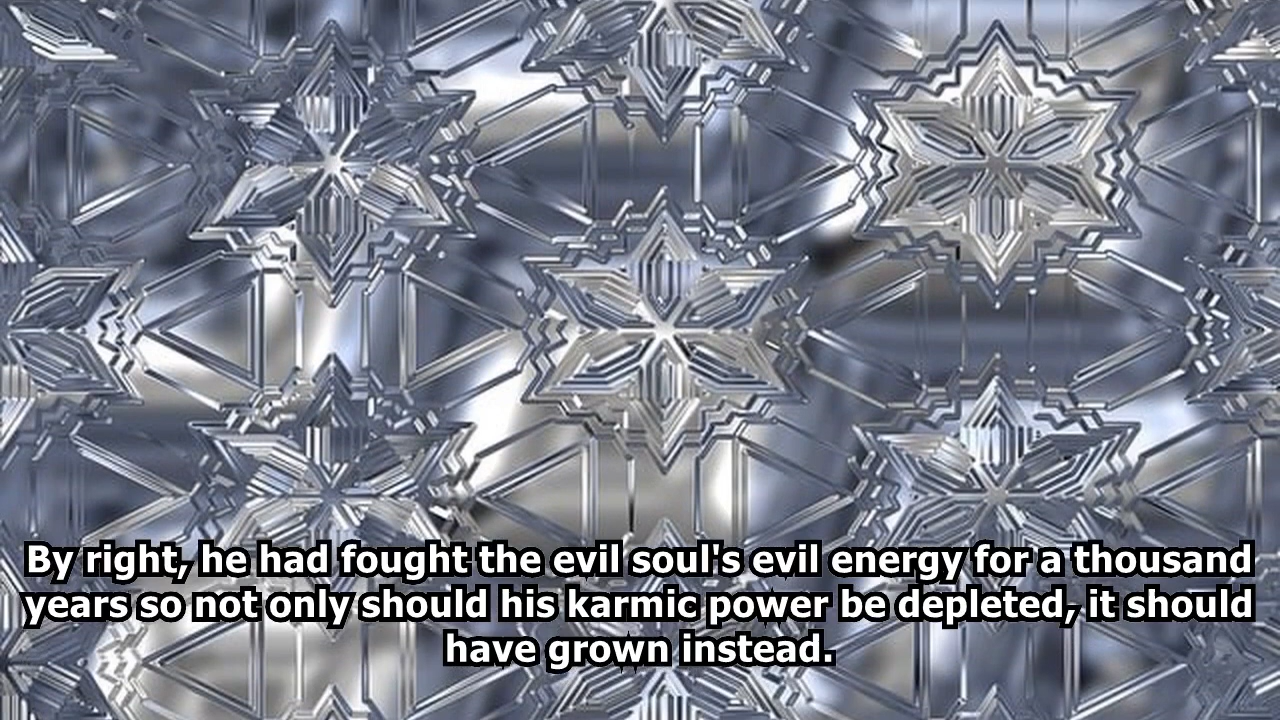 By right, he had fought the evil soul's evil energy for a thousand
years so not only should his karmic power be depleted, it should
have grown instead.